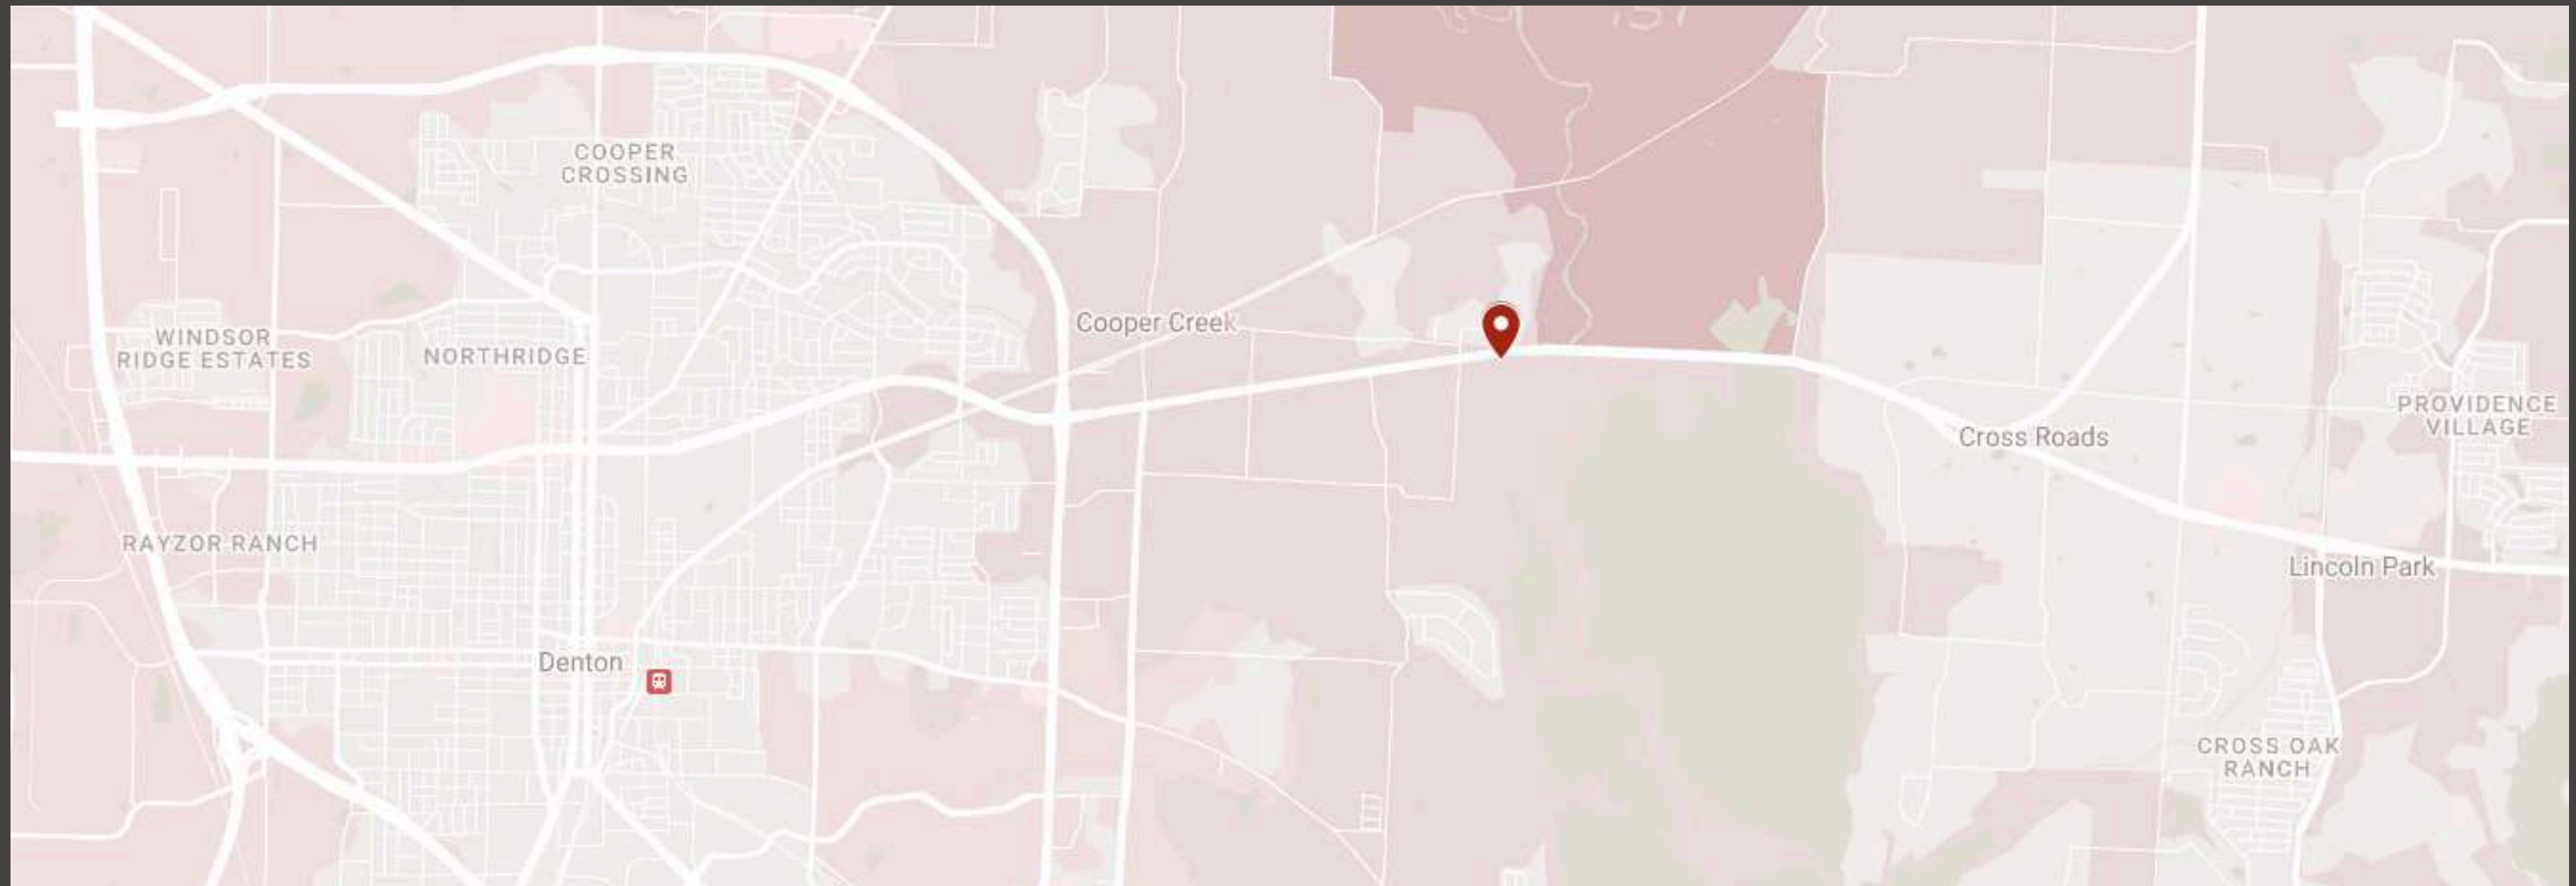 COOPER
CROSSING
WINDSOR
RIDGE ESTATES
NORTHRIDGE
Cooper Creek
PROVIDENCE
VILLAGE
Cross Roads
RAYZOR RANCH
Lincoln Park
Denton
CROSS OAK
RANCH